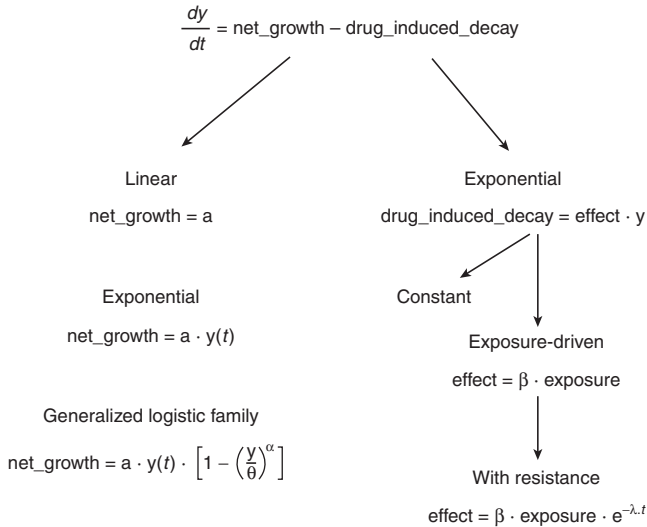 dy/dt = net_growth – drug_induced_decay
Linear
net_growth = a
Exponential
net_growth = a · y(t)
Generalized logistic family
net_growth = a · y(t) · [1 – (y/θ)^α]
Exponential
drug_induced_decay = effect · y
Constant
Exposure-driven
effect = β · exposure
With resistance
effect = β · exposure · e^–λ.t